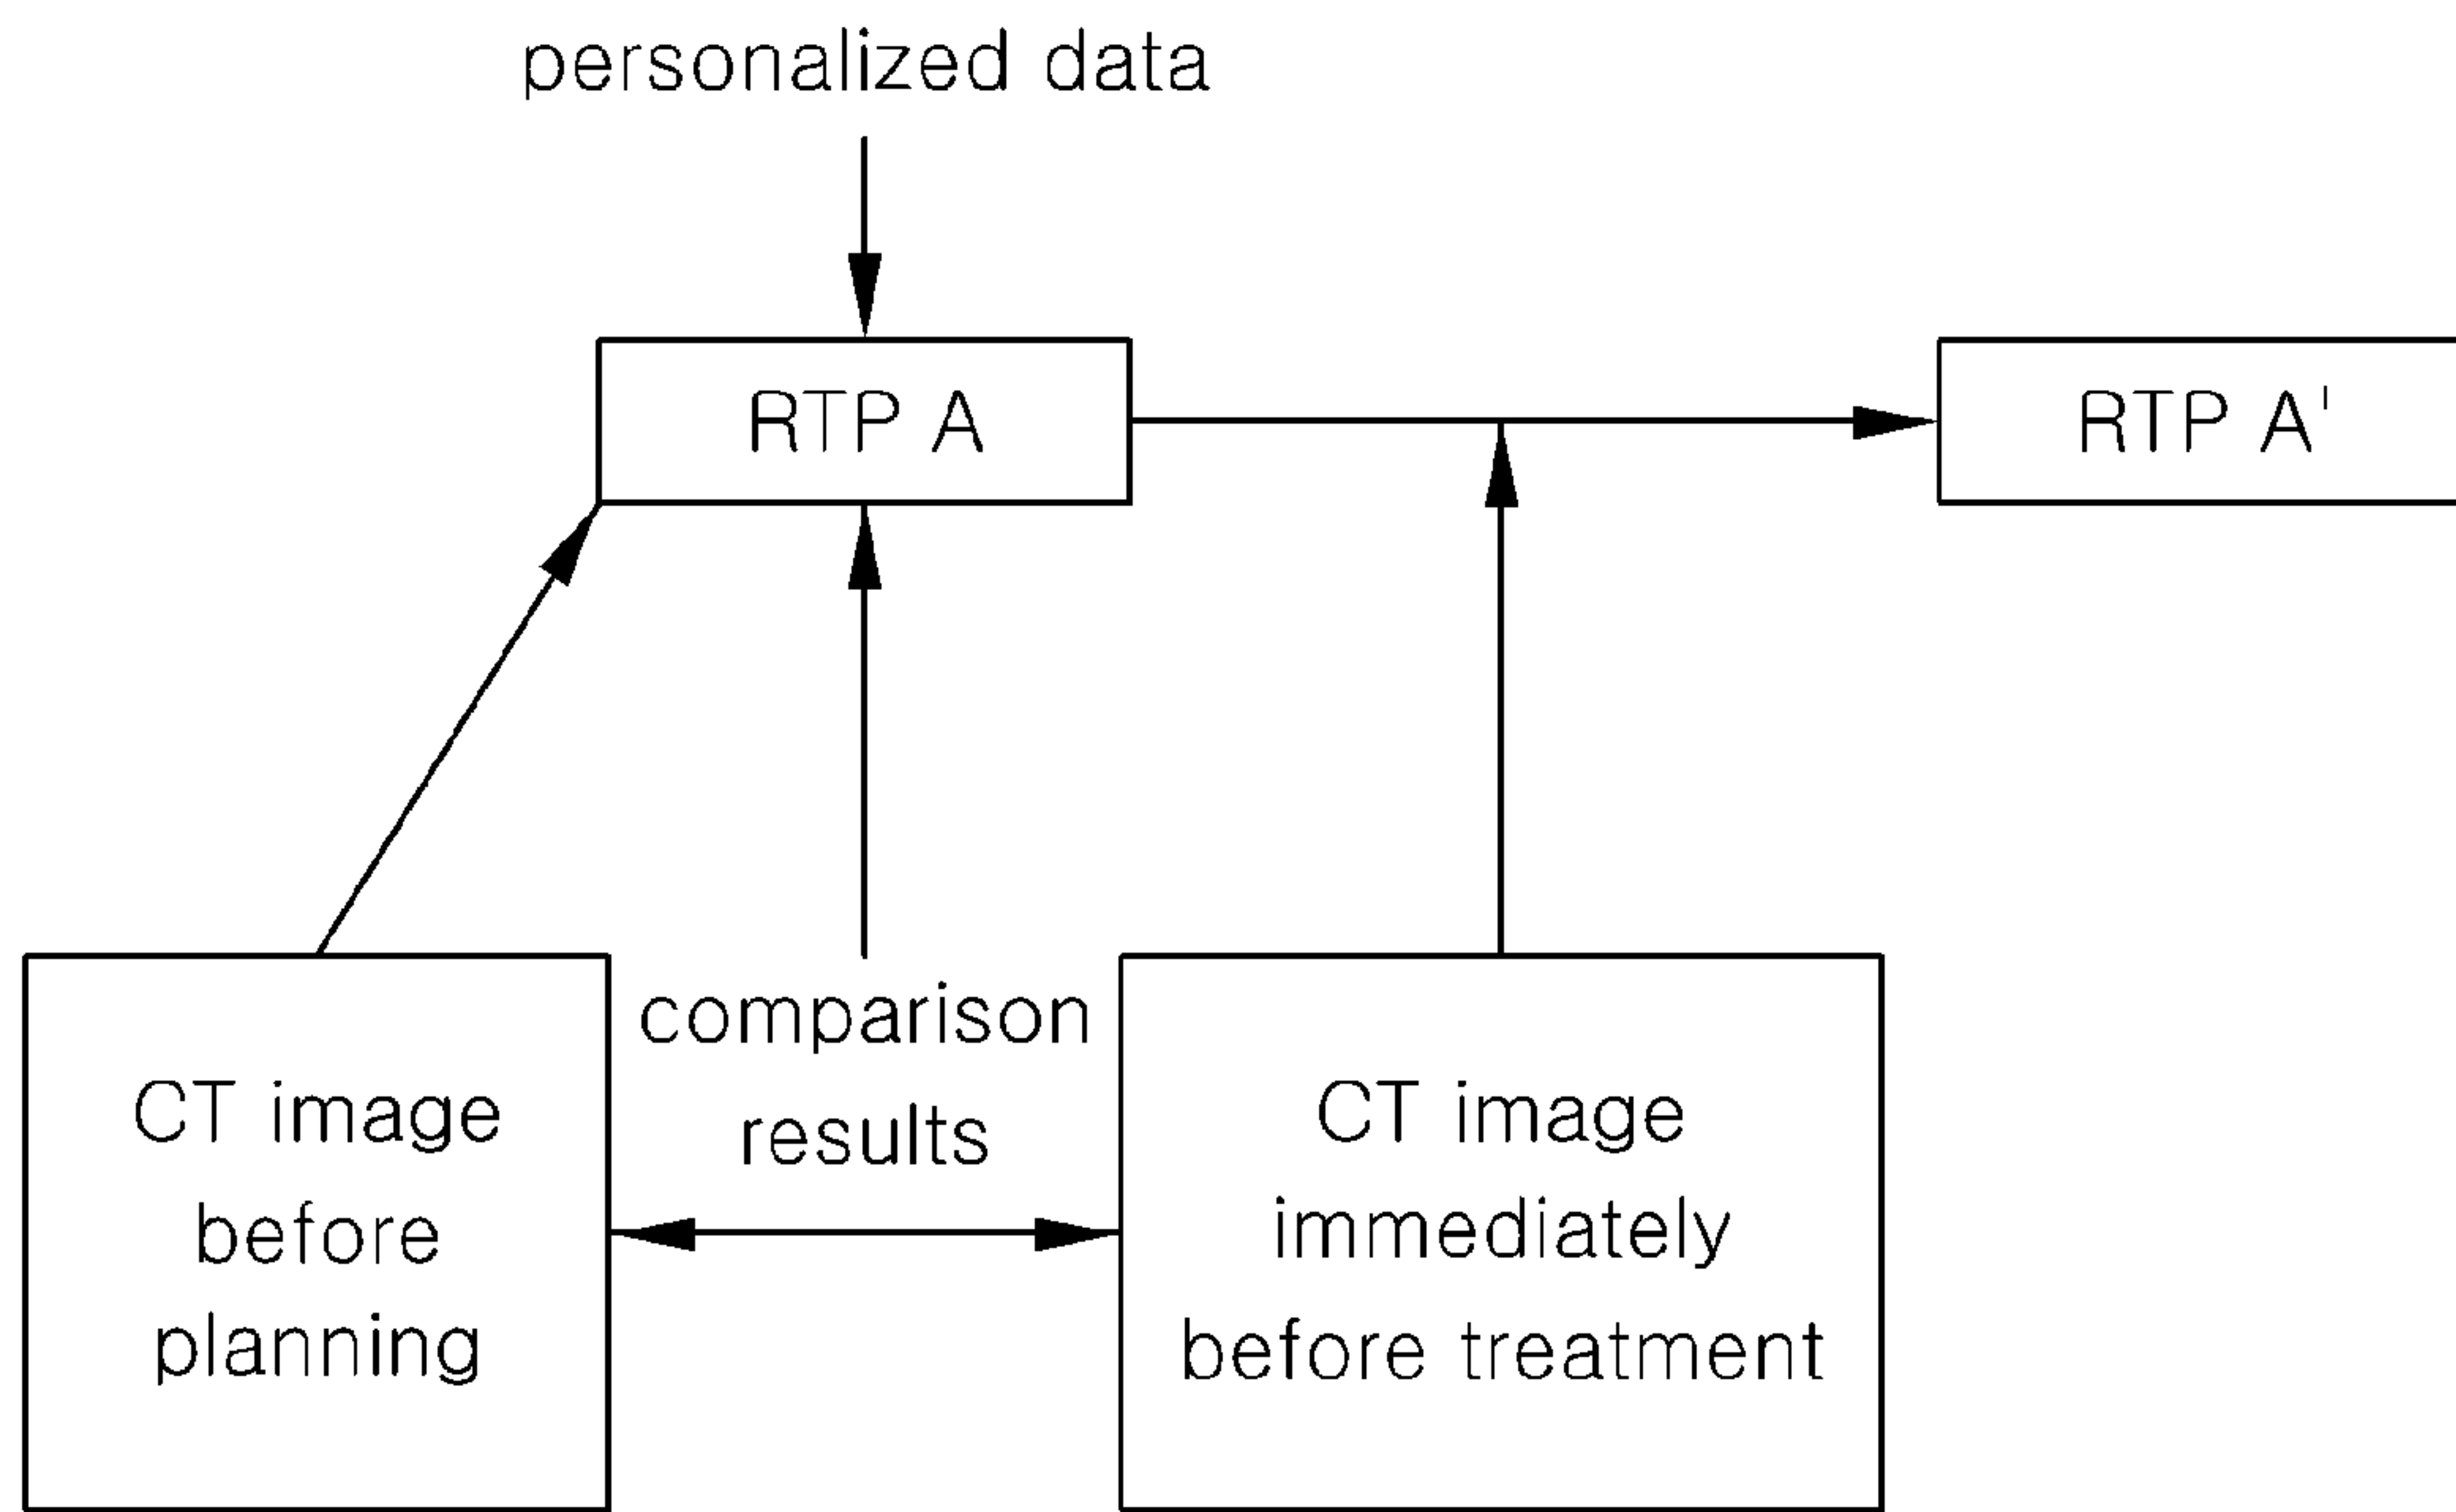 personalized data
RTP A
RTP A'
comparison
results
CT image
before
planning
CT image
immediately
before treatment